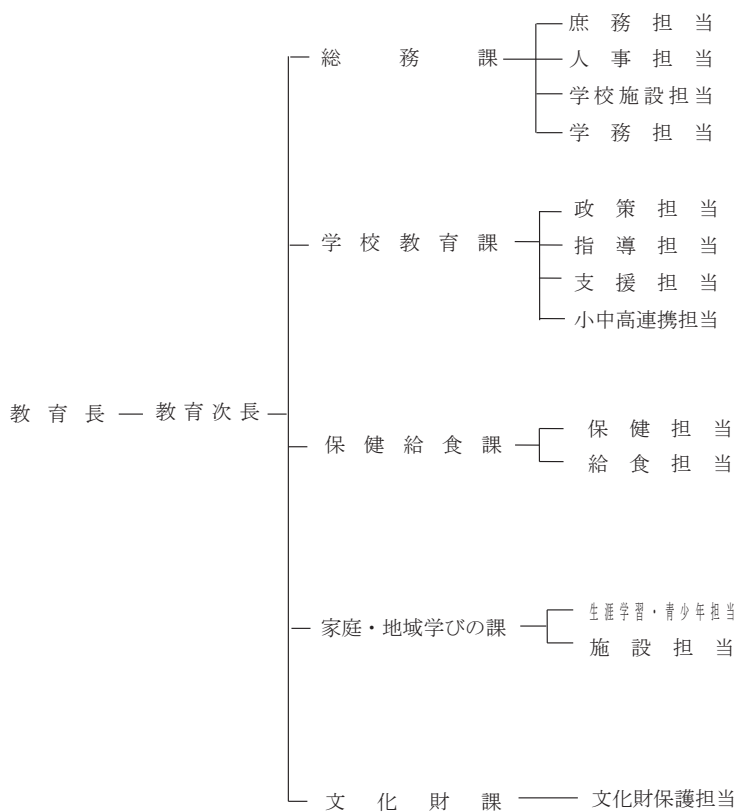 教育長
教育次長
総務課
庶務担当
人事担当
学校施設担当
学務担当
学校教育課
政策担当
指導担当
支援担当
小中高連携担当
保健給食課
保健担当
給食担当
家庭・地域学びの課
生涯学習・青少年担当
施設担当
文化財課
文化財保護担当